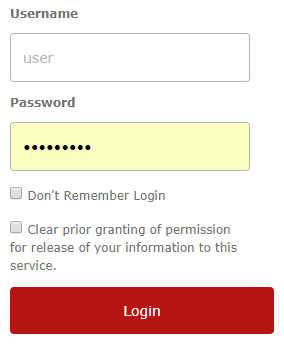 Username
user
Password
•••••••••
Don't Remember Login
Clear prior granting of permission
for release of your information to this
service.
Login